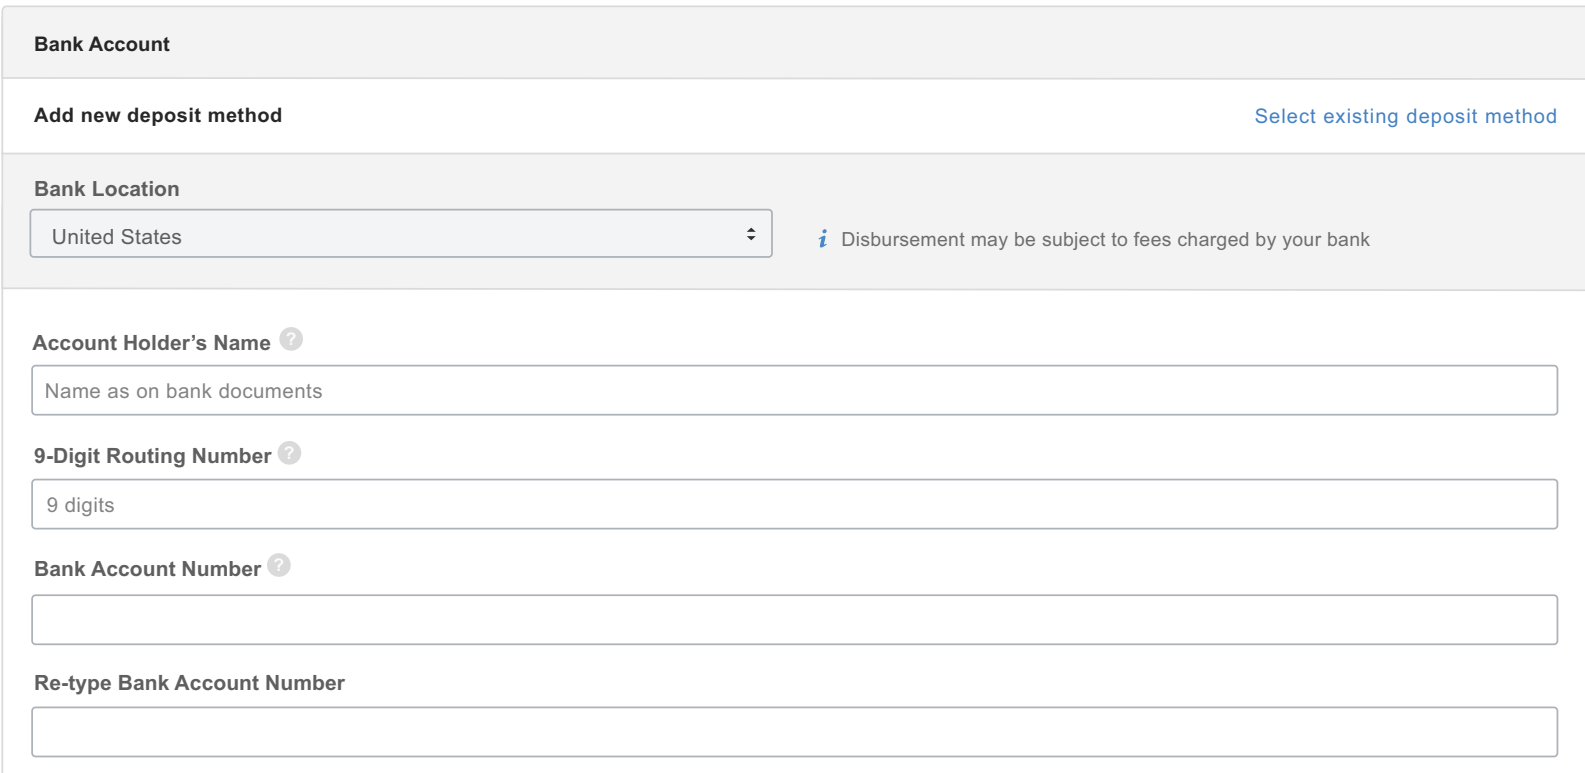 Bank Account
Add new deposit method
Select existing deposit method
Bank Location
United States
i Disbursement may be subject to fees charged by your bank
Account Holder’s Name ?
Name as on bank documents
9-Digit Routing Number ?
9 digits
Bank Account Number ?
Re-type Bank Account Number